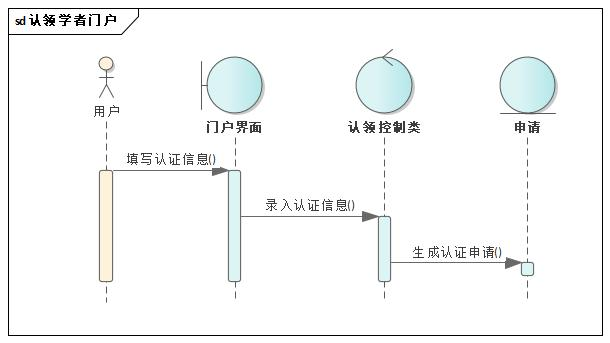 sd 认领学者门户
用户
门户界面
认领控制类
申请
填写认证信息()
录入认证信息()
生成认证申请()